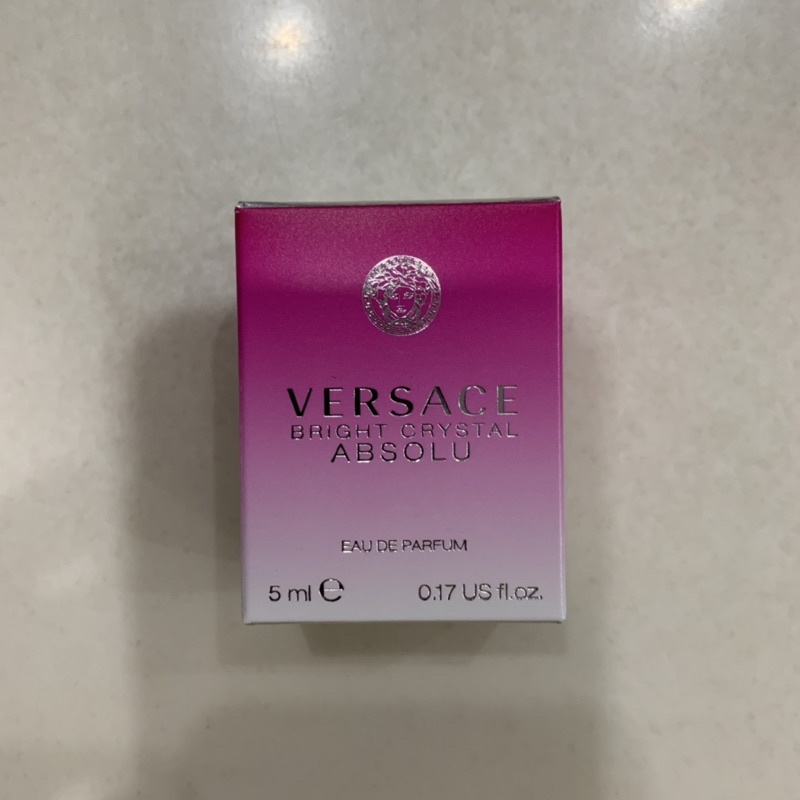 VERSACE
BRIGHT CRYSTAL
ABSOLU
EAU DE PARFUM
5 ml ℮ 0.17 US fl.oz.